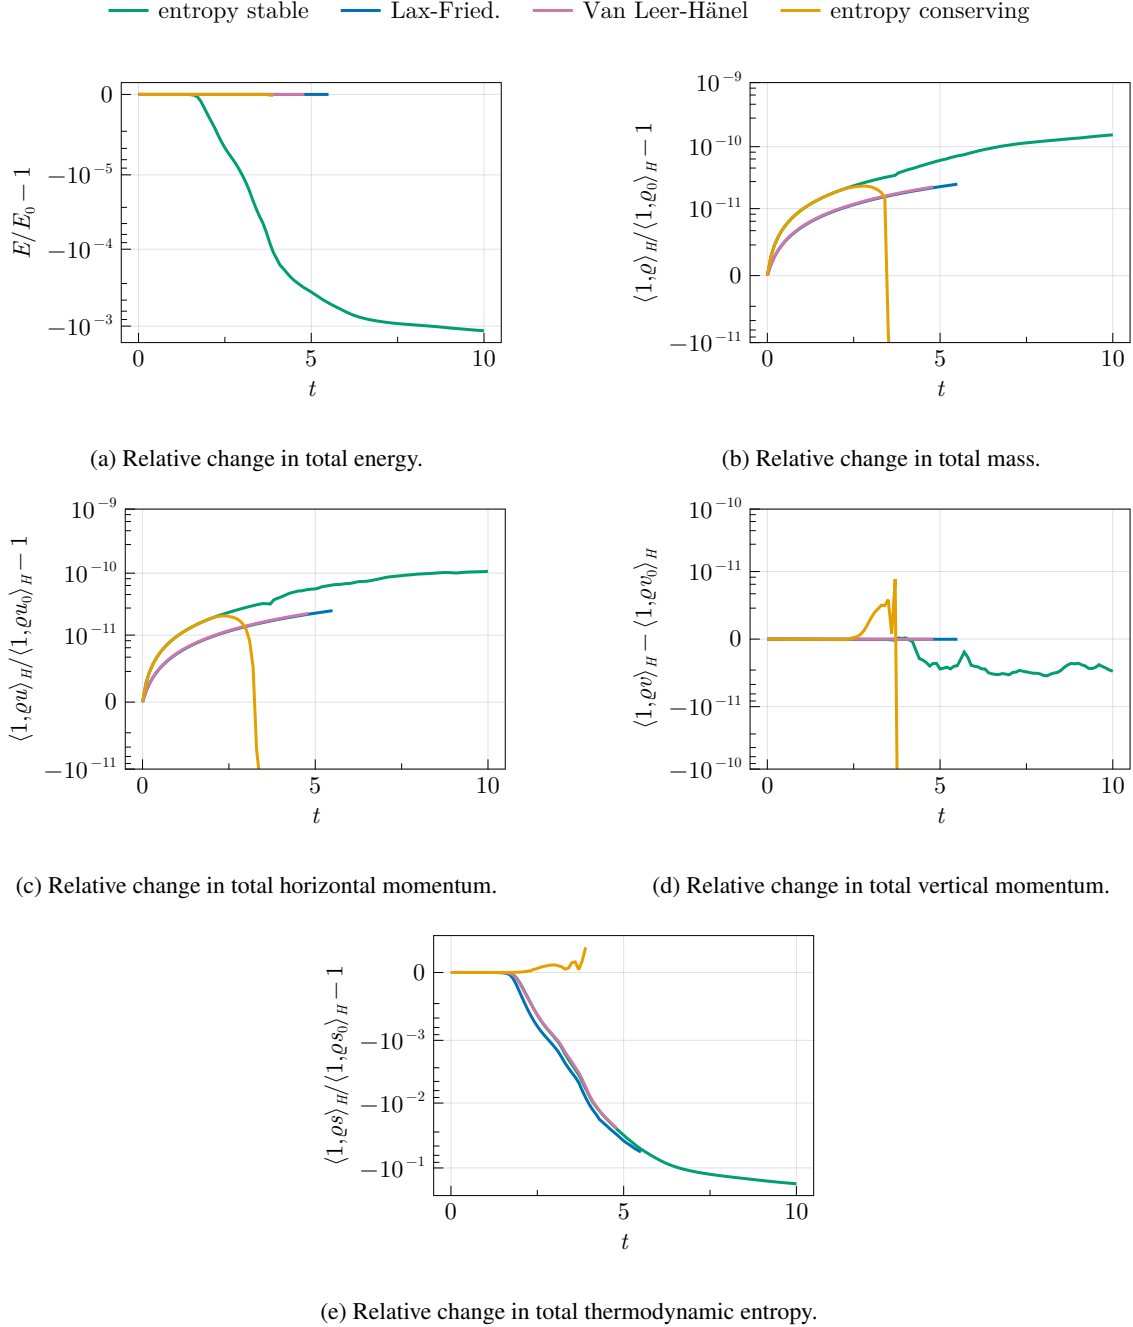 entropy stable Lax-Fried. Van Leer-Hänel entropy conserving
0
−10⁻⁵
−10⁻⁴
−10⁻³
E/E₀ − 1
0 5 10
t
(a) Relative change in total energy.
10⁻⁹
10⁻¹⁰
10⁻¹¹
0
−10⁻¹¹
⟨1,ϱ⟩_H/⟨1,ϱ₀⟩_H − 1
0 5 10
t
(b) Relative change in total mass.
10⁻⁹
10⁻¹⁰
10⁻¹¹
0
−10⁻¹¹
⟨1,ϱu⟩_H/⟨1,ϱu₀⟩_H − 1
0 5 10
t
(c) Relative change in total horizontal momentum.
10⁻¹⁰
10⁻¹¹
0
−10⁻¹¹
−10⁻¹⁰
⟨1,ϱv⟩_H − ⟨1,ϱv₀⟩_H
0 5 10
t
(d) Relative change in total vertical momentum.
0
−10⁻³
−10⁻²
−10⁻¹
⟨1,ϱs⟩_H/⟨1,ϱs₀⟩_H − 1
0 5 10
t
(e) Relative change in total thermodynamic entropy.